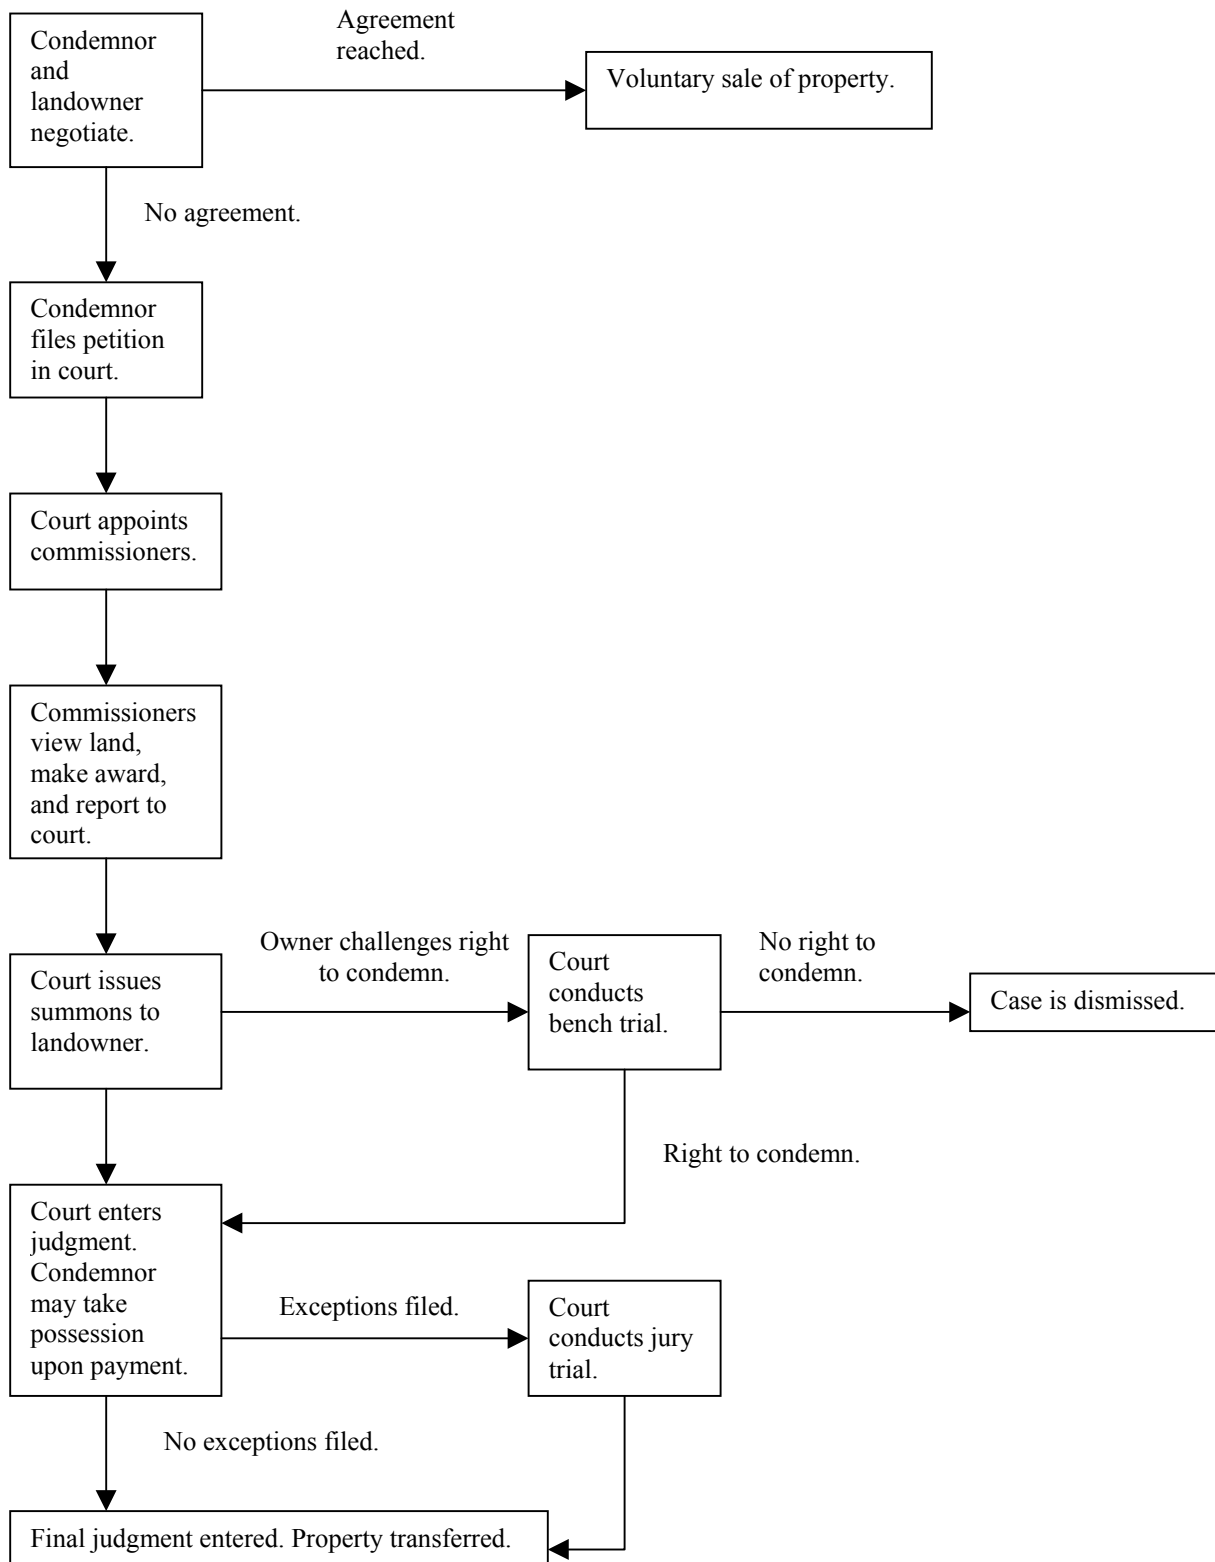 Condemnor
and
landowner
negotiate.
Agreement
reached.
Voluntary sale of property.
No agreement.
Condemnor
files petition
in court.
Court appoints
commissioners.
Commissioners
view land,
make award,
and report to
court.
Court issues
summons to
landowner.
Owner challenges right
to condemn.
Court
conducts
bench trial.
No right to
condemn.
Case is dismissed.
Right to condemn.
Court enters
judgment.
Condemnor
may take
possession
upon payment.
Exceptions filed.
Court
conducts jury
trial.
No exceptions filed.
Final judgment entered. Property transferred.